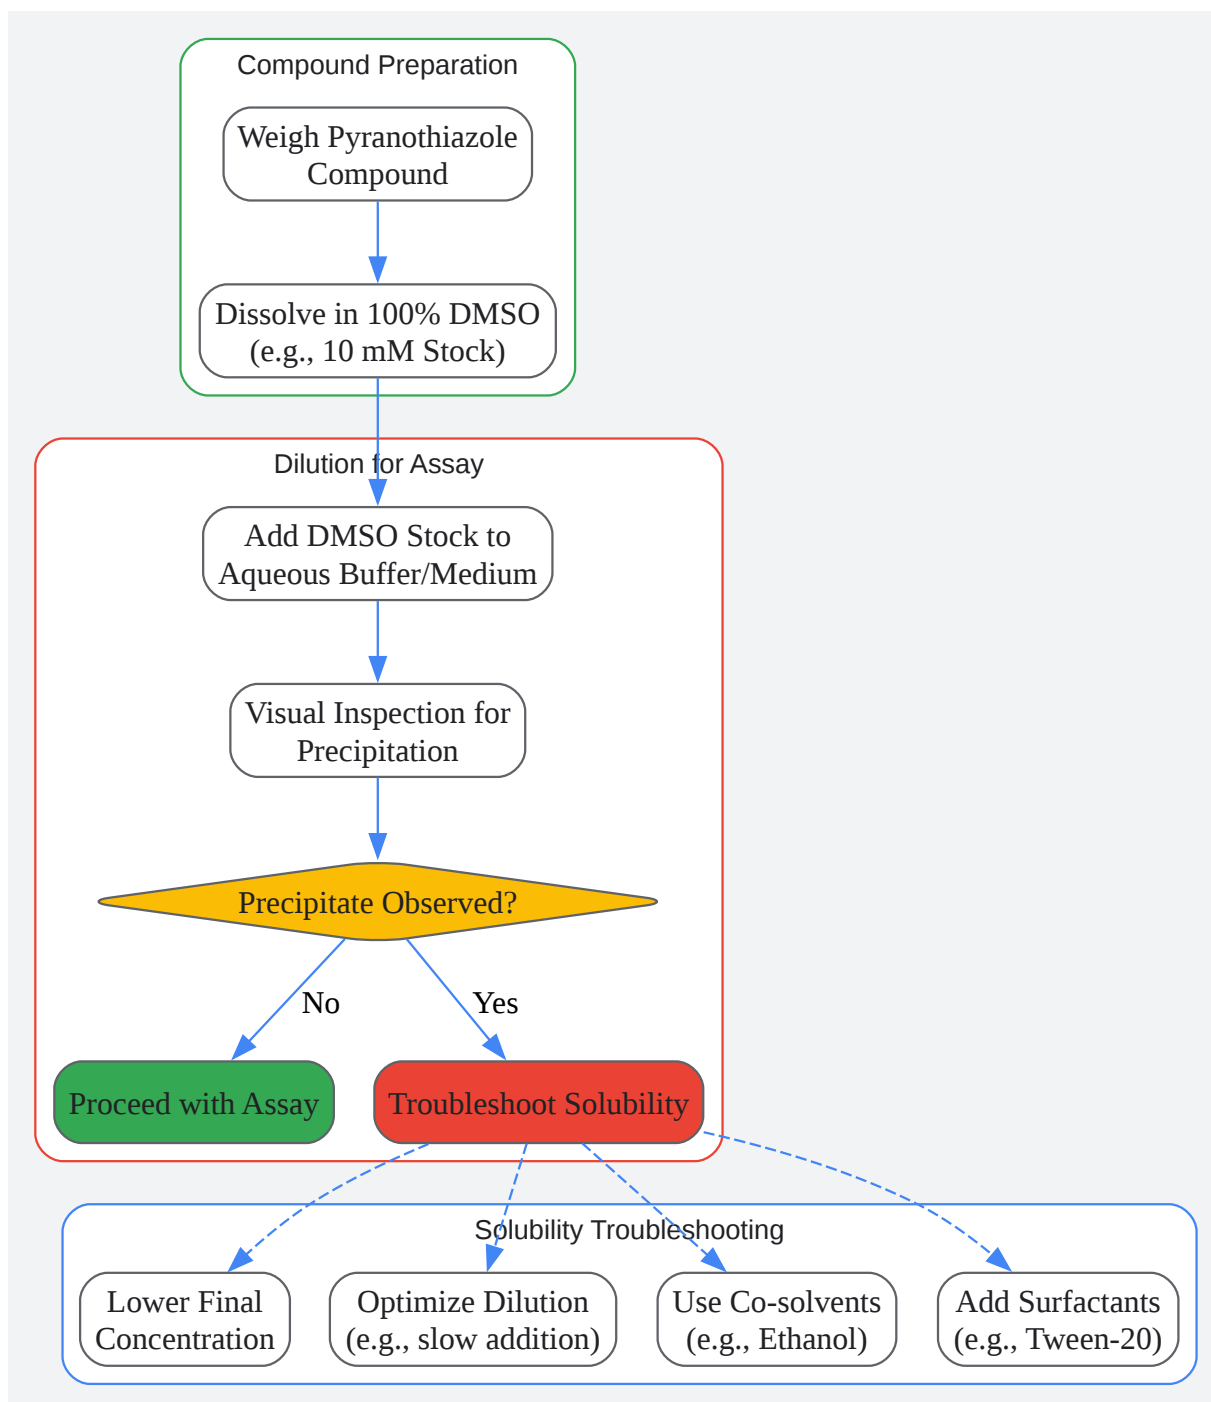 Compound Preparation
Weigh Pyranothiazole
Compound
Dissolve in 100% DMSO
(e.g., 10 mM Stock)
Dilution for Assay
Add DMSO Stock to
Aqueous Buffer/Medium
Visual Inspection for
Precipitation
Precipitate Observed?
No
Yes
Proceed with Assay
Troubleshoot Solubility
Solubility Troubleshooting
Lower Final
Concentration
Optimize Dilution
(e.g., slow addition)
Use Co-solvents
(e.g., Ethanol)
Add Surfactants
(e.g., Tween-20)